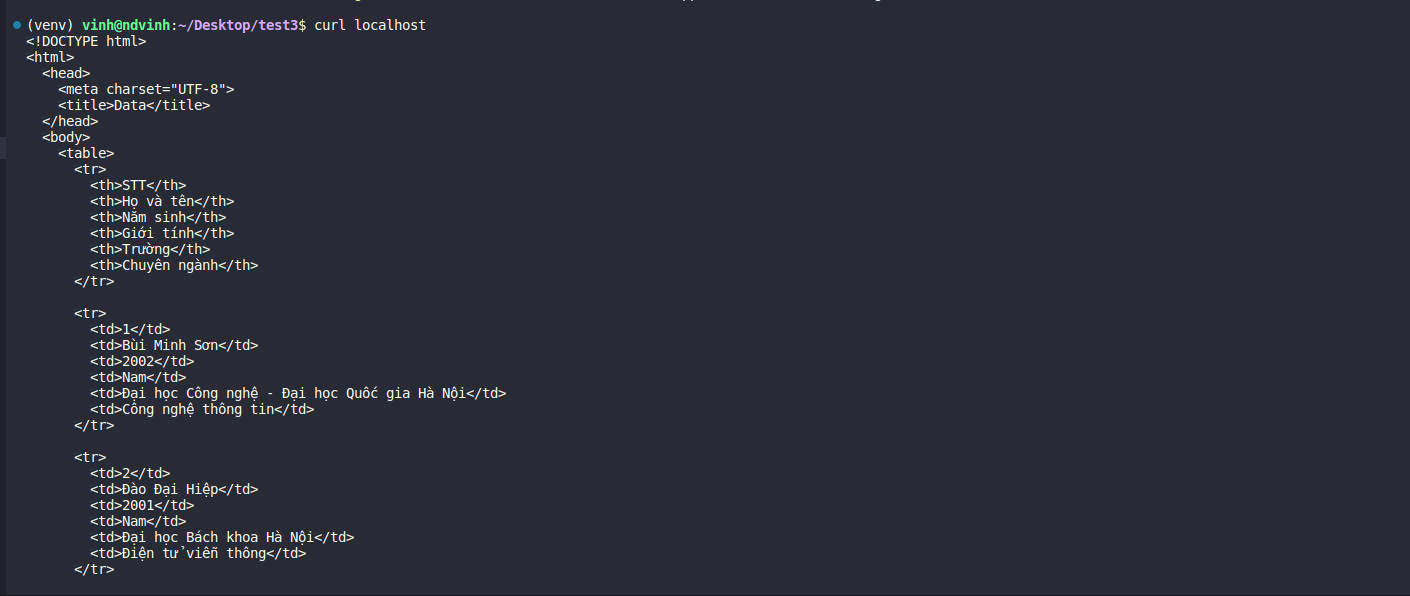 (venv) vinh@ndvinh:~/Desktop/test3$ curl localhost
<!DOCTYPE html>
<html>
  <head>
    <meta charset="UTF-8">
    <title>Data</title>
  </head>
  <body>
    <table>
      <tr>
        <th>STT</th>
        <th>Họ và tên</th>
        <th>Năm sinh</th>
        <th>Giới tính</th>
        <th>Trường</th>
        <th>Chuyên ngành</th>
      </tr>

      <tr>
        <td>1</td>
        <td>Bùi Minh Sơn</td>
        <td>2002</td>
        <td>Nam</td>
        <td>Đại học Công nghệ - Đại học Quốc gia Hà Nội</td>
        <td>Công nghệ thông tin</td>
      </tr>

      <tr>
        <td>2</td>
        <td>Đào Đại Hiệp</td>
        <td>2001</td>
        <td>Nam</td>
        <td>Đại học Bách khoa Hà Nội</td>
        <td>Điện tử viễn thông</td>
      </tr>